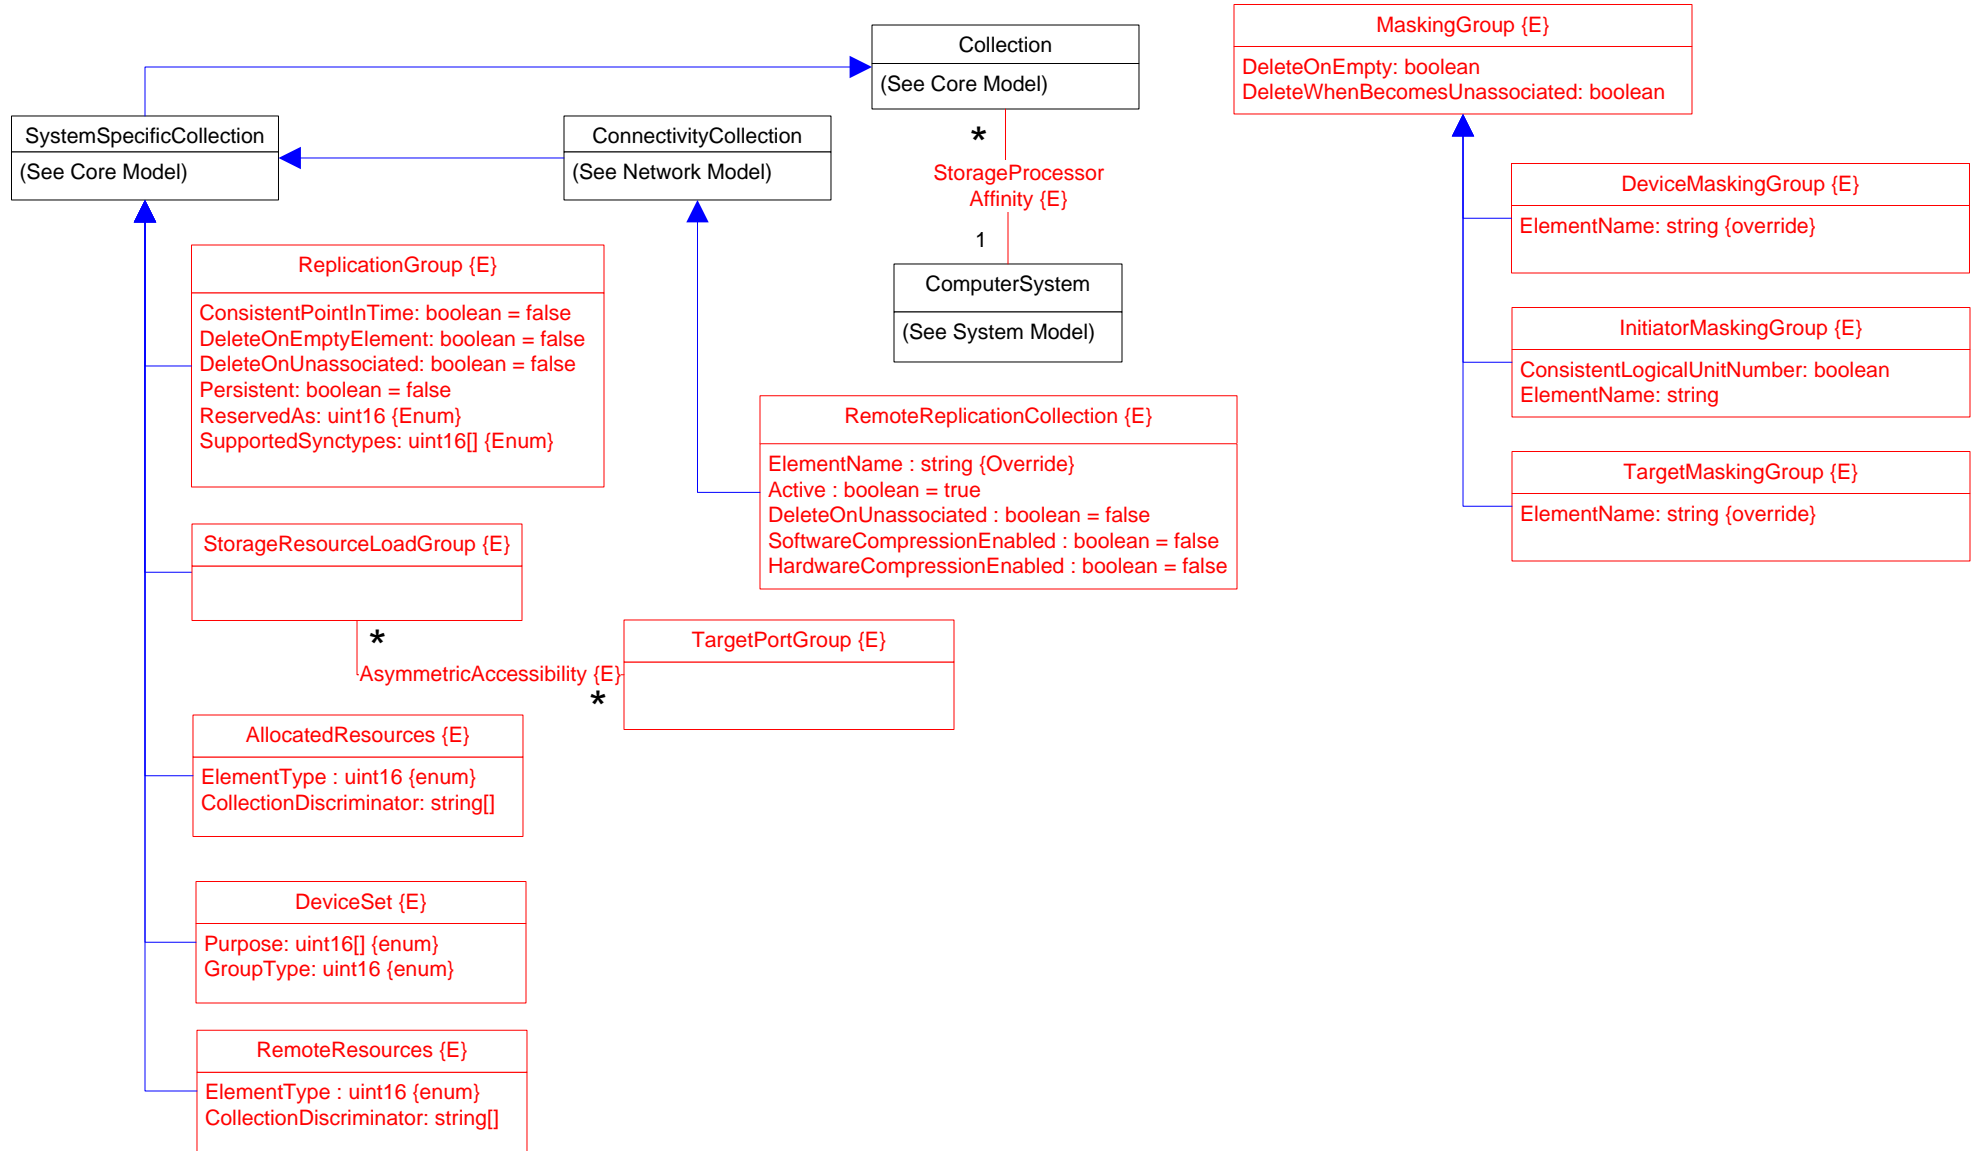 Collection
(See Core Model)
MaskingGroup {E}
DeleteOnEmpty: boolean
DeleteWhenBecomesUnassociated: boolean
SystemSpecificCollection
(See Core Model)
ConnectivityCollection
(See Network Model)
*
StorageProcessor
Affinity {E}
1
ComputerSystem
(See System Model)
DeviceMaskingGroup {E}
ElementName: string {override}
ReplicationGroup {E}
ConsistentPointInTime: boolean = false
DeleteOnEmptyElement: boolean = false
DeleteOnUnassociated: boolean = false
Persistent: boolean = false
ReservedAs: uint16 {Enum}
SupportedSynctypes: uint16[] {Enum}
InitiatorMaskingGroup {E}
ConsistentLogicalUnitNumber: boolean
ElementName: string
RemoteReplicationCollection {E}
ElementName : string {Override}
Active : boolean = true
DeleteOnUnassociated : boolean = false
SoftwareCompressionEnabled : boolean = false
HardwareCompressionEnabled : boolean = false
TargetMaskingGroup {E}
ElementName: string {override}
StorageResourceLoadGroup {E}
*
AsymmetricAccessibility {E}
*
TargetPortGroup {E}
AllocatedResources {E}
ElementType : uint16 {enum}
CollectionDiscriminator: string[]
DeviceSet {E}
Purpose: uint16[] {enum}
GroupType: uint16 {enum}
RemoteResources {E}
ElementType : uint16 {enum}
CollectionDiscriminator: string[]